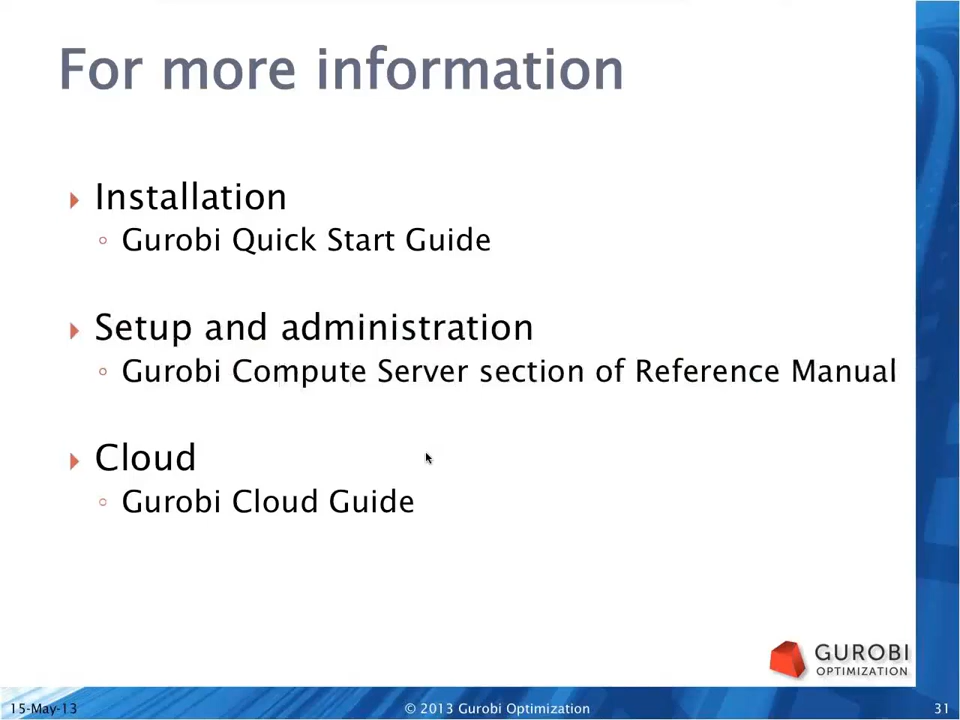 For more information
Installation
Gurobi Quick Start Guide
Setup and administration
Gurobi Compute Server section of Reference Manual
Cloud
Gurobi Cloud Guide
GUROBI
OPTIMIZATION
15-May-13
© 2013 Gurobi Optimization
31